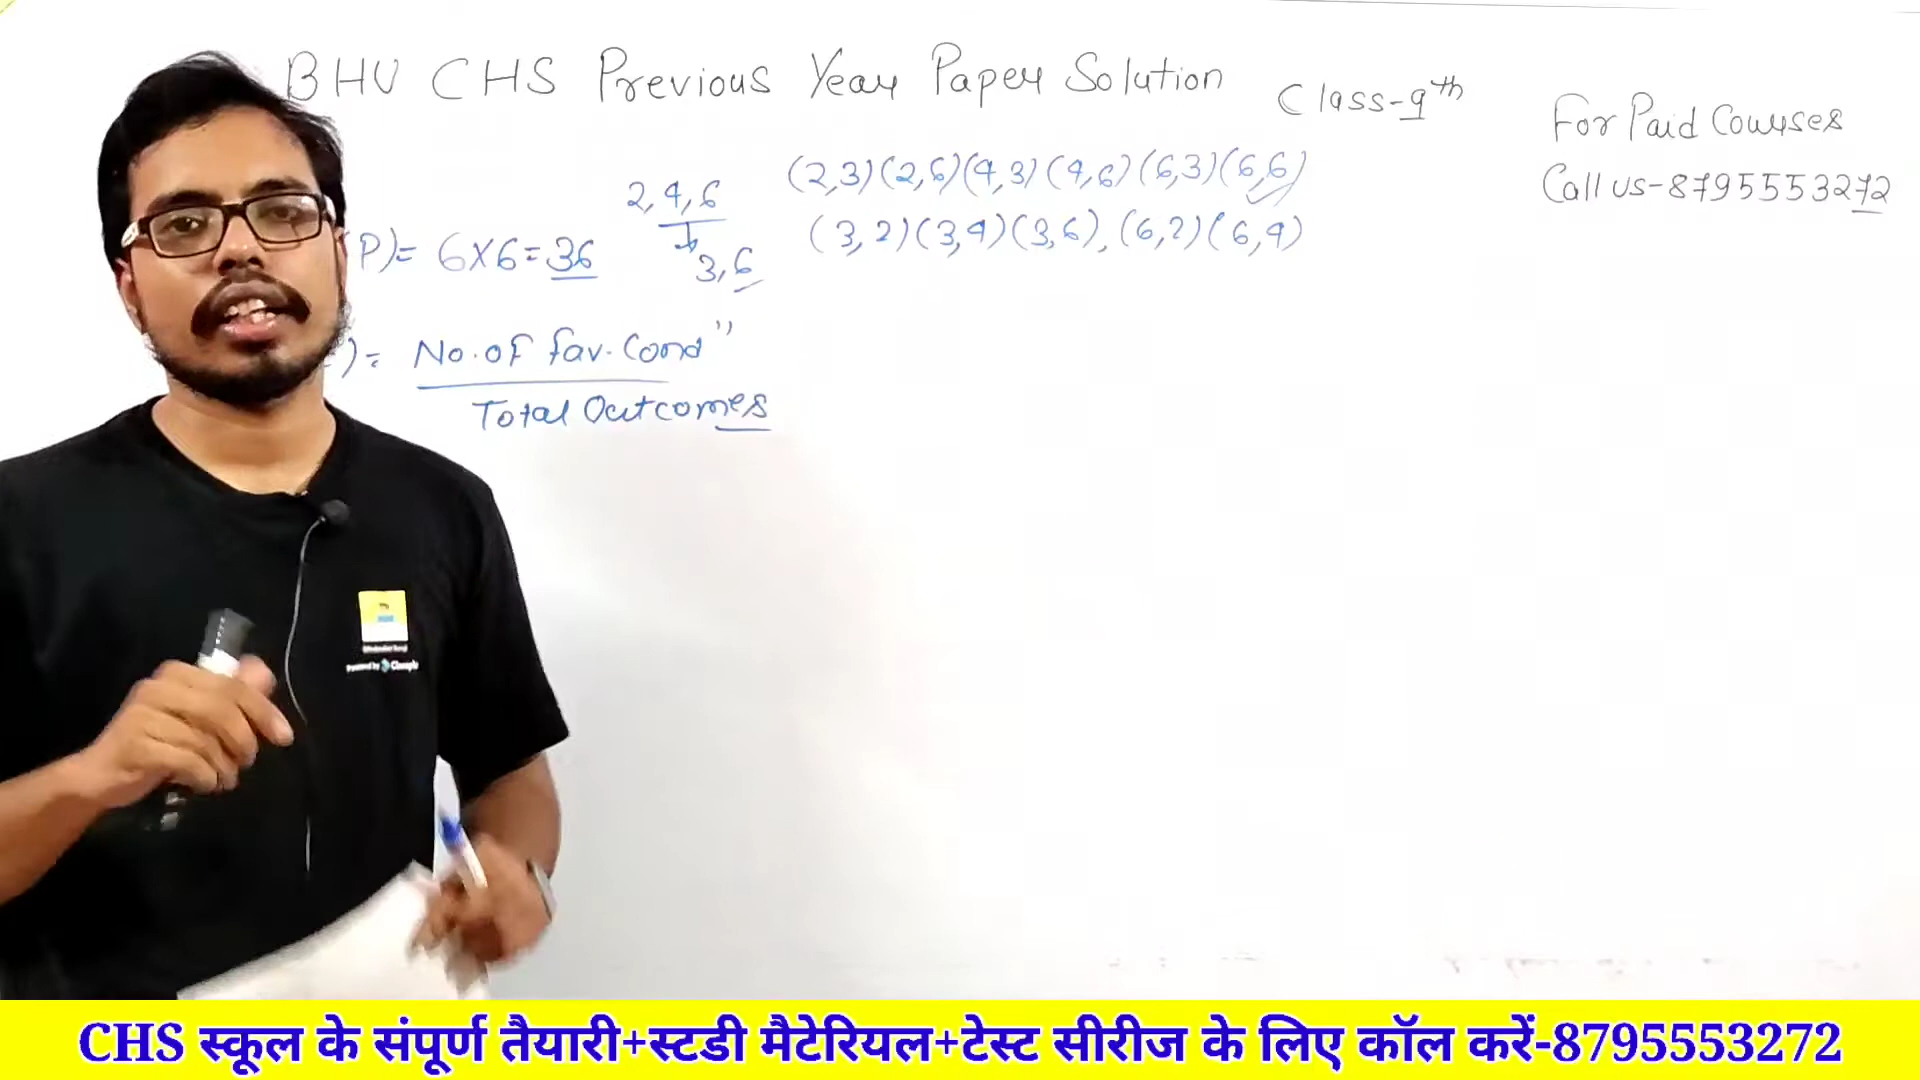 BHU CHS Previous Year Paper Solution
Class-9th
For Paid Courses
Call us-8795553272
2,4,6
3,6
(2,3)(2,6)(4,3)(4,6)(6,3)(6,6)
(3,2)(3,4)(3,6),(6,2)(6,4)
P)= 6X6=36
)= No.of fav.Cond"
Total Outcomes
CHS स्कूल के संपूर्ण तैयारी+स्टडी मैटेरियल+टेस्ट सीरीज के लिए कॉल करें-8795553272